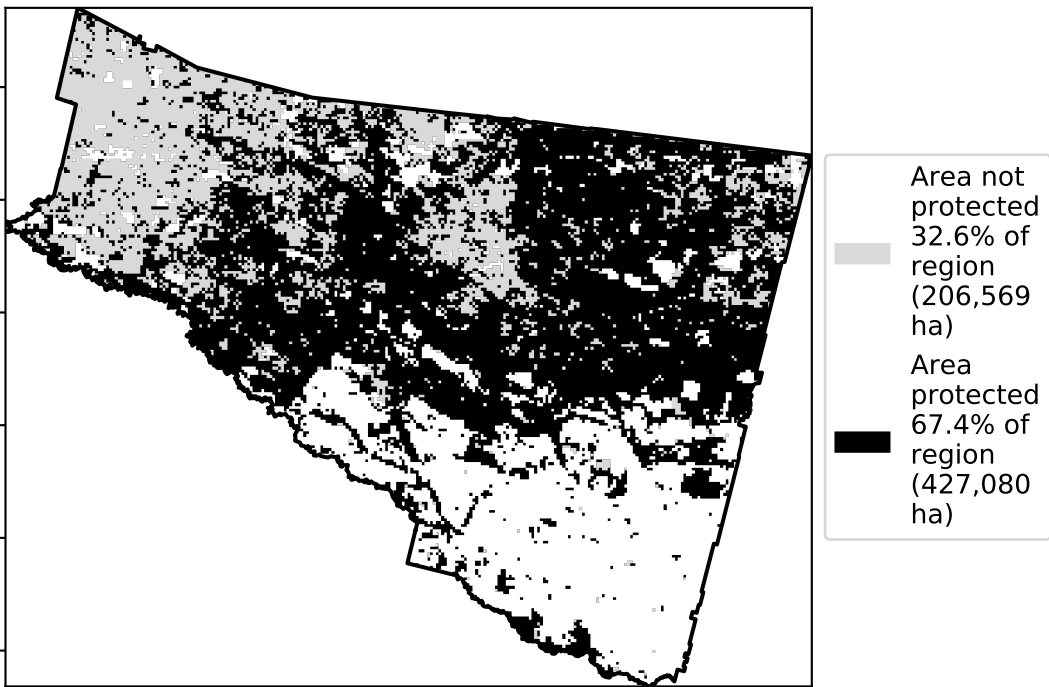 Area not
protected
32.6% of
region
(206,569
ha)
Area
protected
67.4% of
region
(427,080
ha)